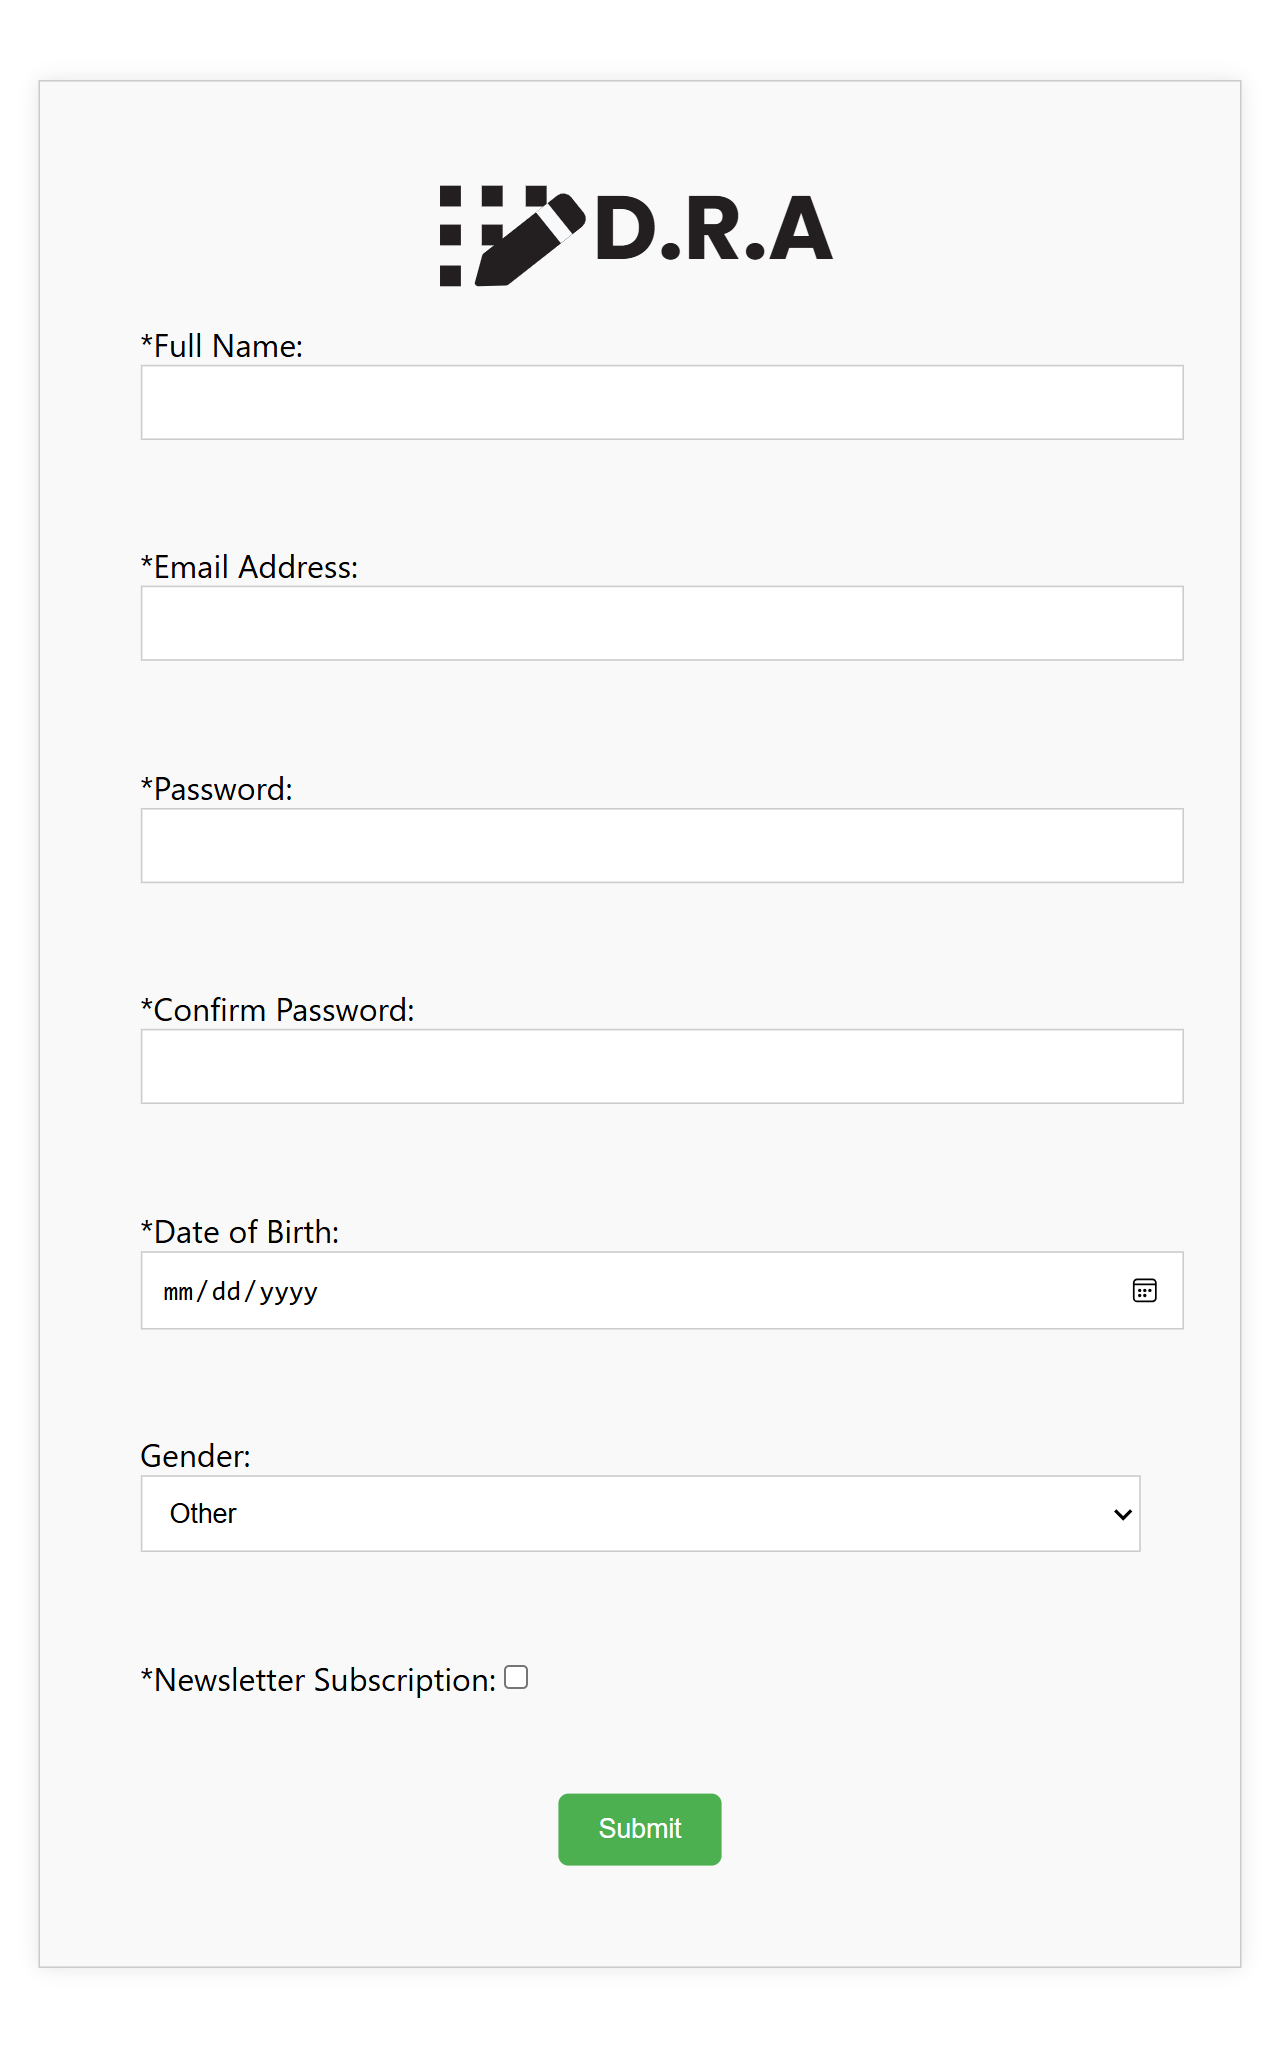 D.R.A
*Full Name:
*Email Address:
*Password:
*Confirm Password:
*Date of Birth:
mm/dd/yyyy
Gender:
Other
*Newsletter Subscription:
Submit